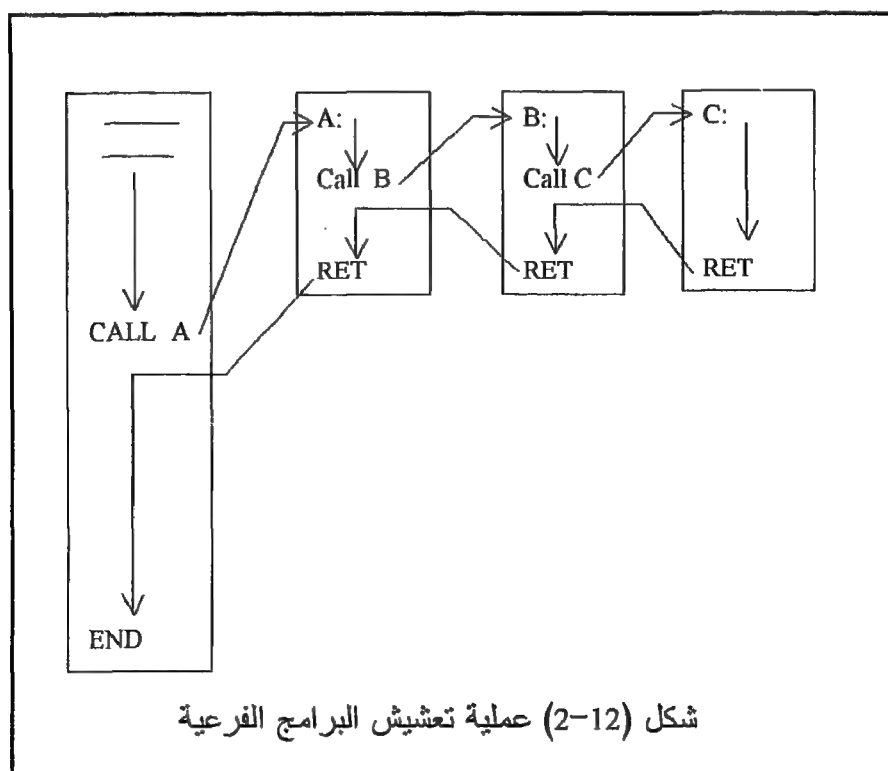 A:
Call B
RET
B:
Call C
RET
C:
RET
CALL A
END
شكل (12-2) عملية تعشيش البرامج الفرعية